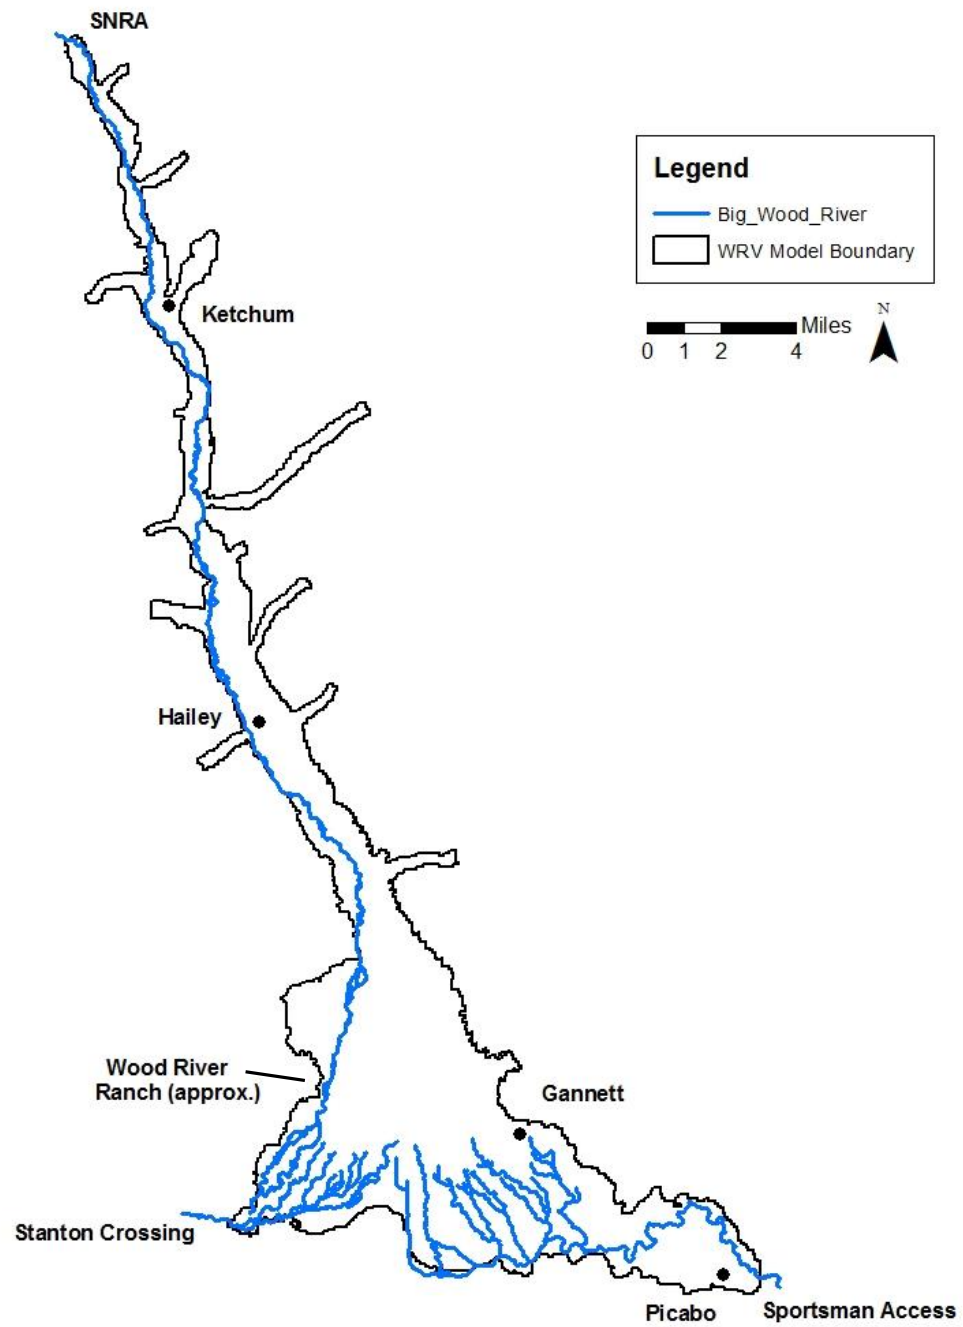 SNRA
Legend
Big_Wood_River
WRV Model Boundary
Ketchum
Miles
0 1 2 4
N
Hailey
Wood River
Ranch (approx.)
Gannett
Stanton Crossing
Picabo
Sportsman Access